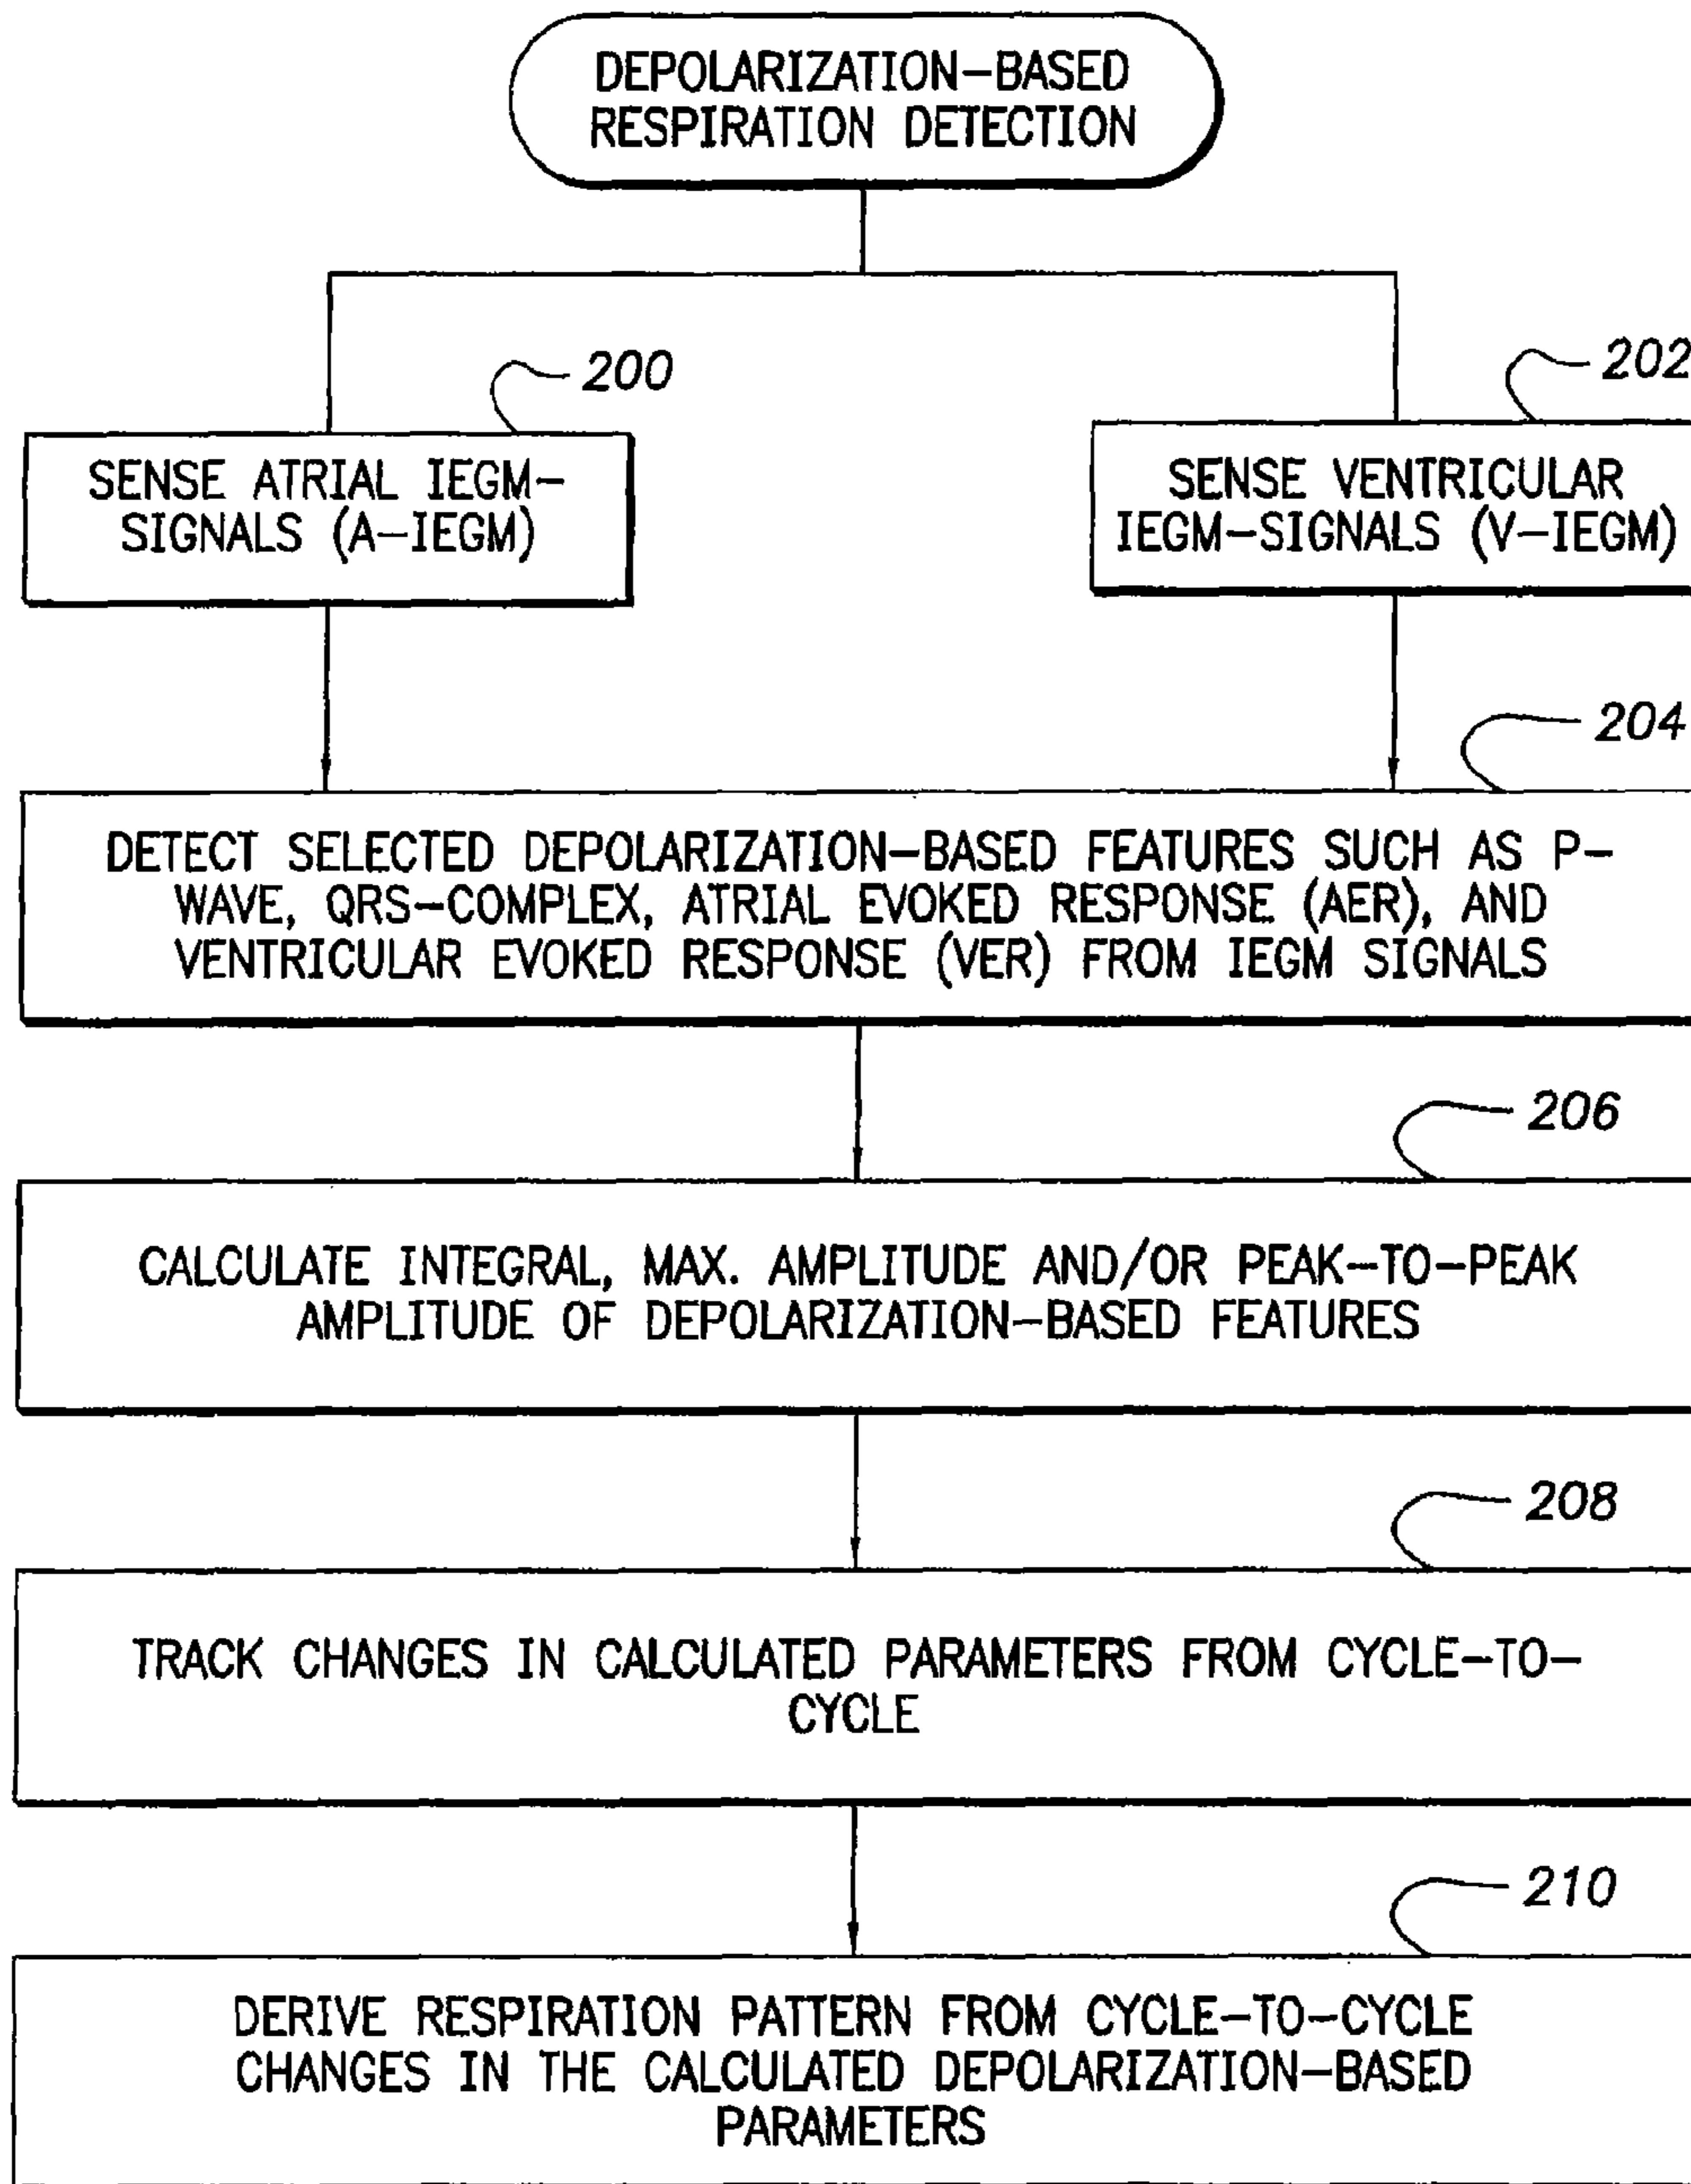 DEPOLARIZATION-BASED
RESPIRATION DETECTION
200
202
SENSE ATRIAL IEGM-
SIGNALS (A-IEGM)
SENSE VENTRICULAR
IEGM-SIGNALS (V-IEGM)
204
DETECT SELECTED DEPOLARIZATION-BASED FEATURES SUCH AS P-
WAVE, QRS-COMPLEX, ATRIAL EVOKED RESPONSE (AER), AND
VENTRICULAR EVOKED RESPONSE (VER) FROM IEGM SIGNALS
206
CALCULATE INTEGRAL, MAX. AMPLITUDE AND/OR PEAK-TO-PEAK
AMPLITUDE OF DEPOLARIZATION-BASED FEATURES
208
TRACK CHANGES IN CALCULATED PARAMETERS FROM CYCLE-TO-
CYCLE
210
DERIVE RESPIRATION PATTERN FROM CYCLE-TO-CYCLE
CHANGES IN THE CALCULATED DEPOLARIZATION-BASED
PARAMETERS